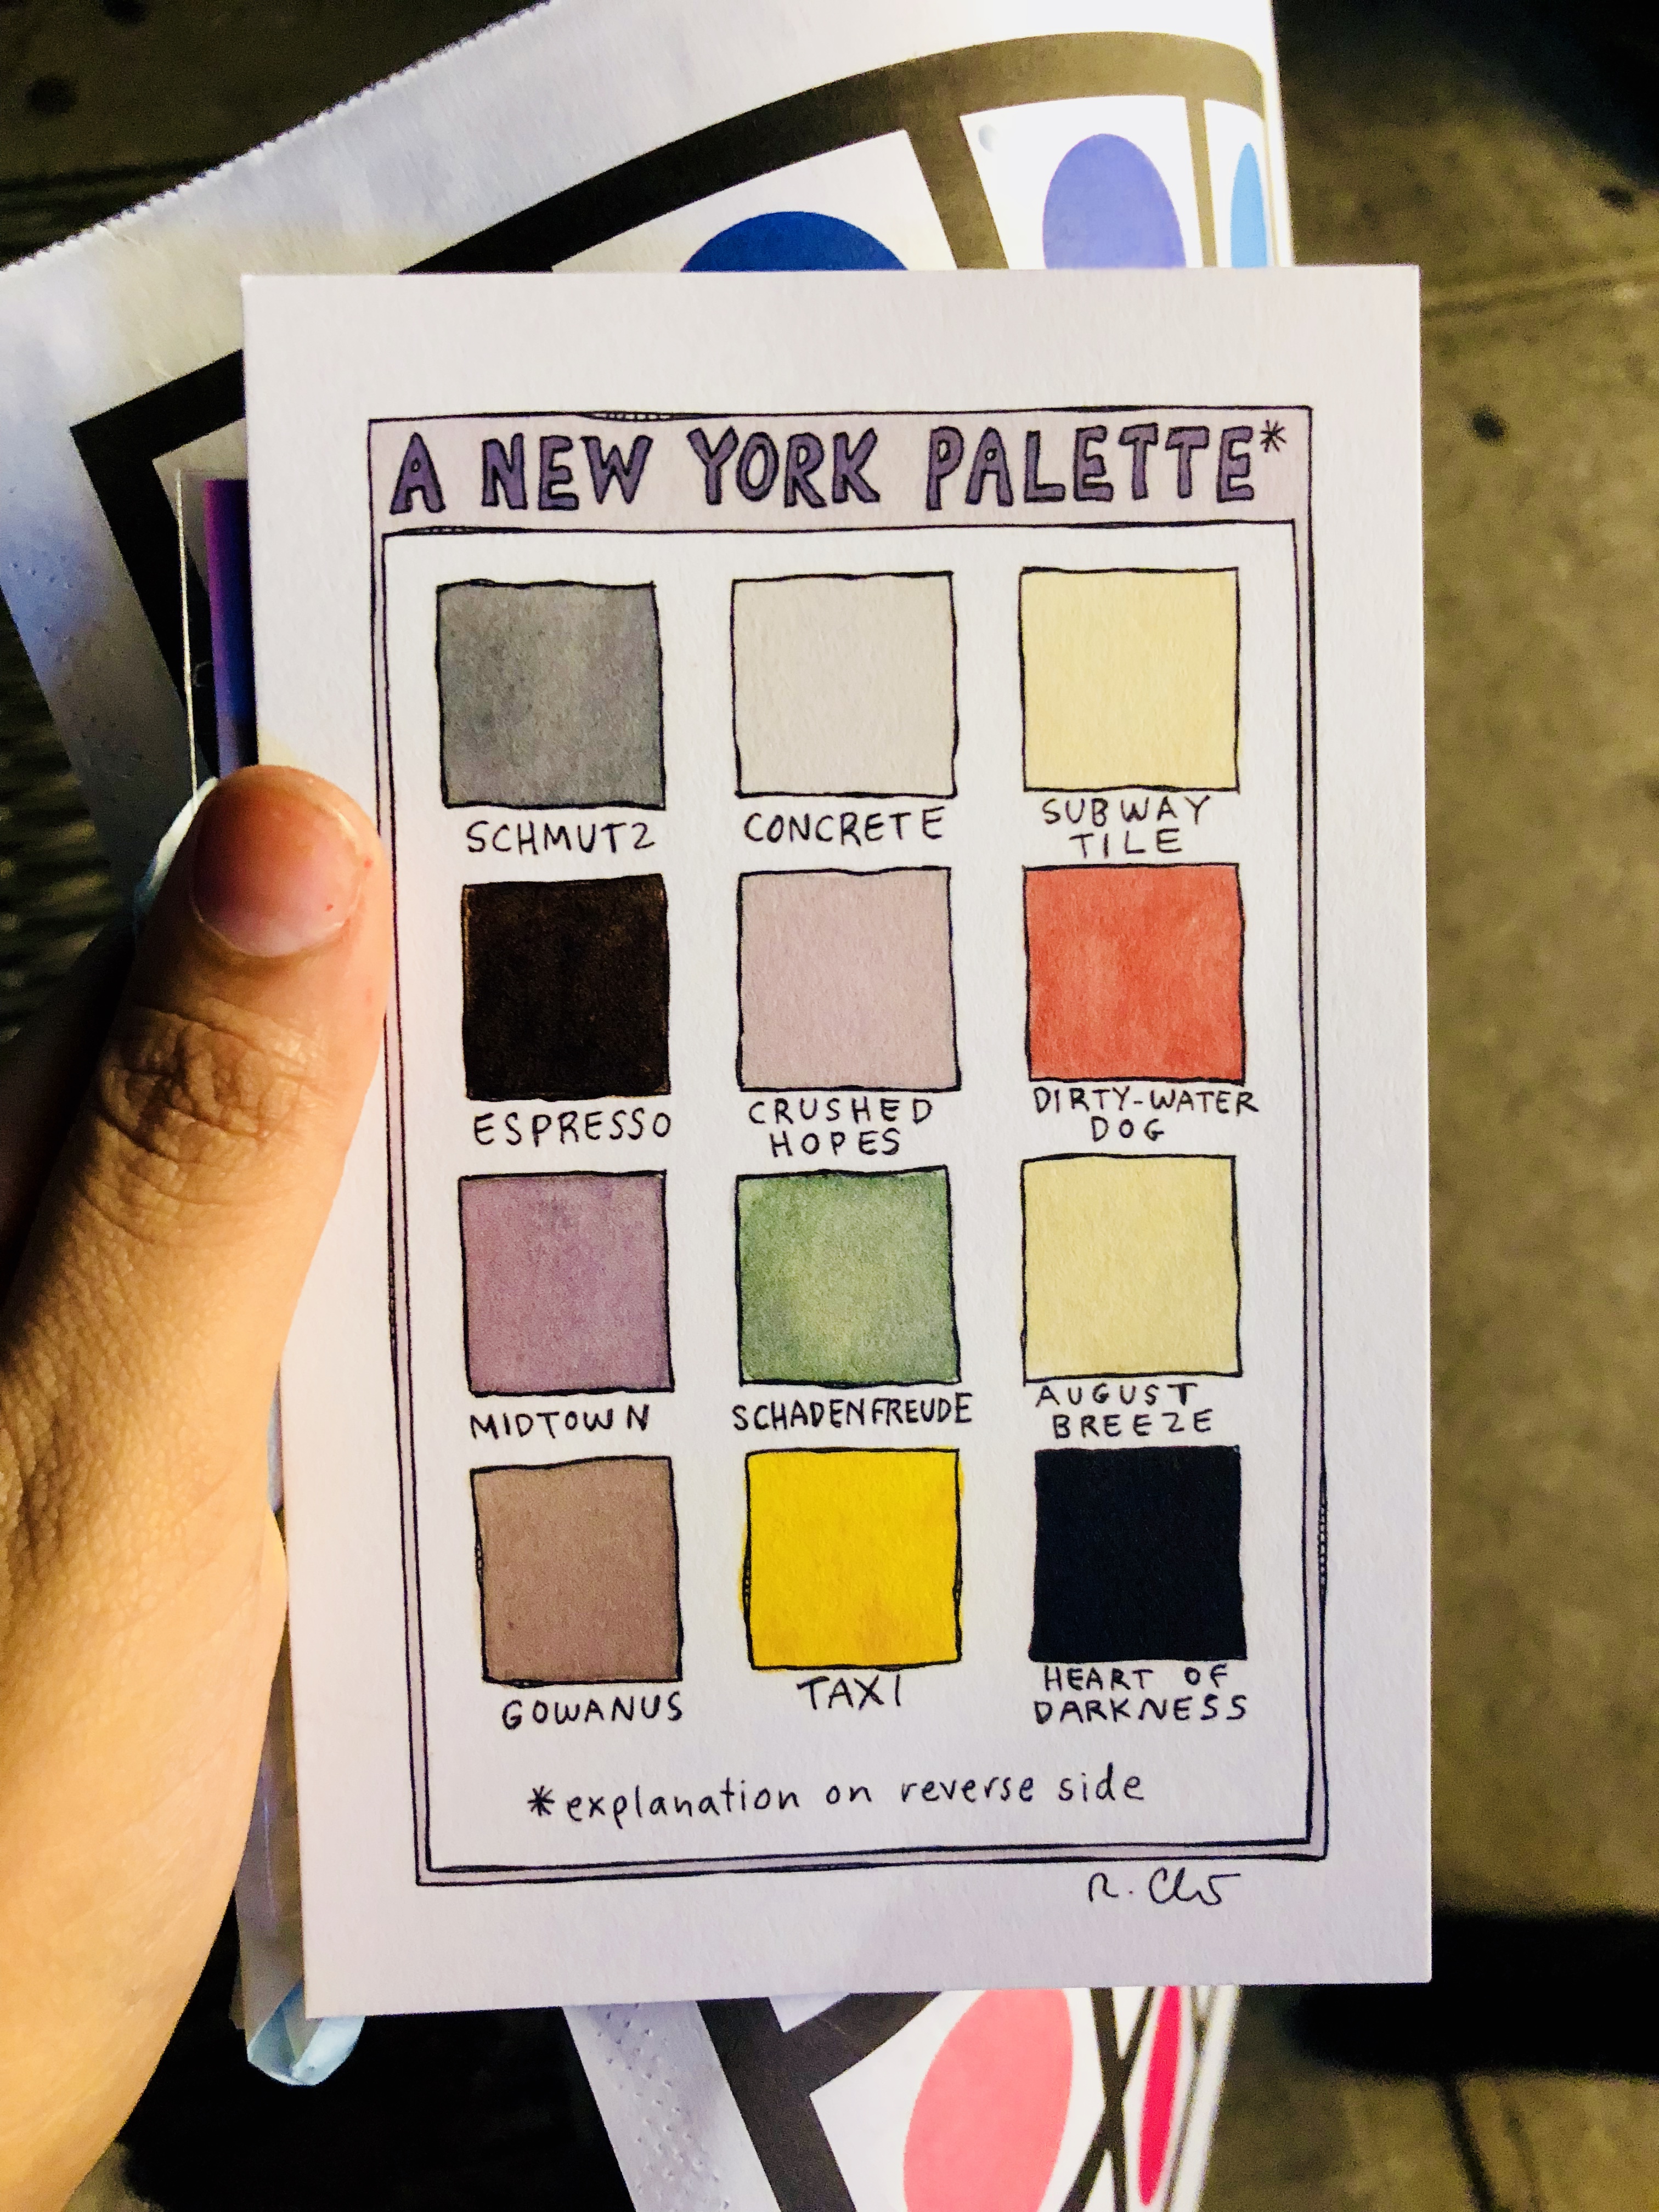 A NEW YORK PALETTE*
SCHMUTZ
CONCRETE
SUBWAY
TILE
ESPRESSO
CRUSHED
HOPES
DIRTY-WATER
DOG
MIDTOWN
SCHADENFREUDE
AUGUST
BREEZE
GOWANUS
TAXI
HEART OF
DARKNESS
*explanation on reverse side